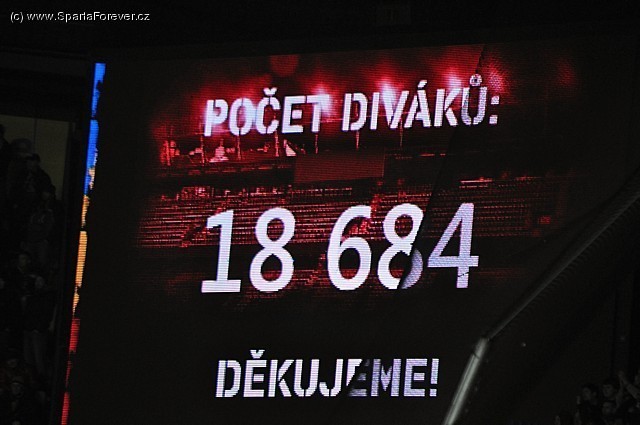 (c) www.SpartaForever.cz
POČET DIVÁKŮ:
18 684
DĚKUJEME!